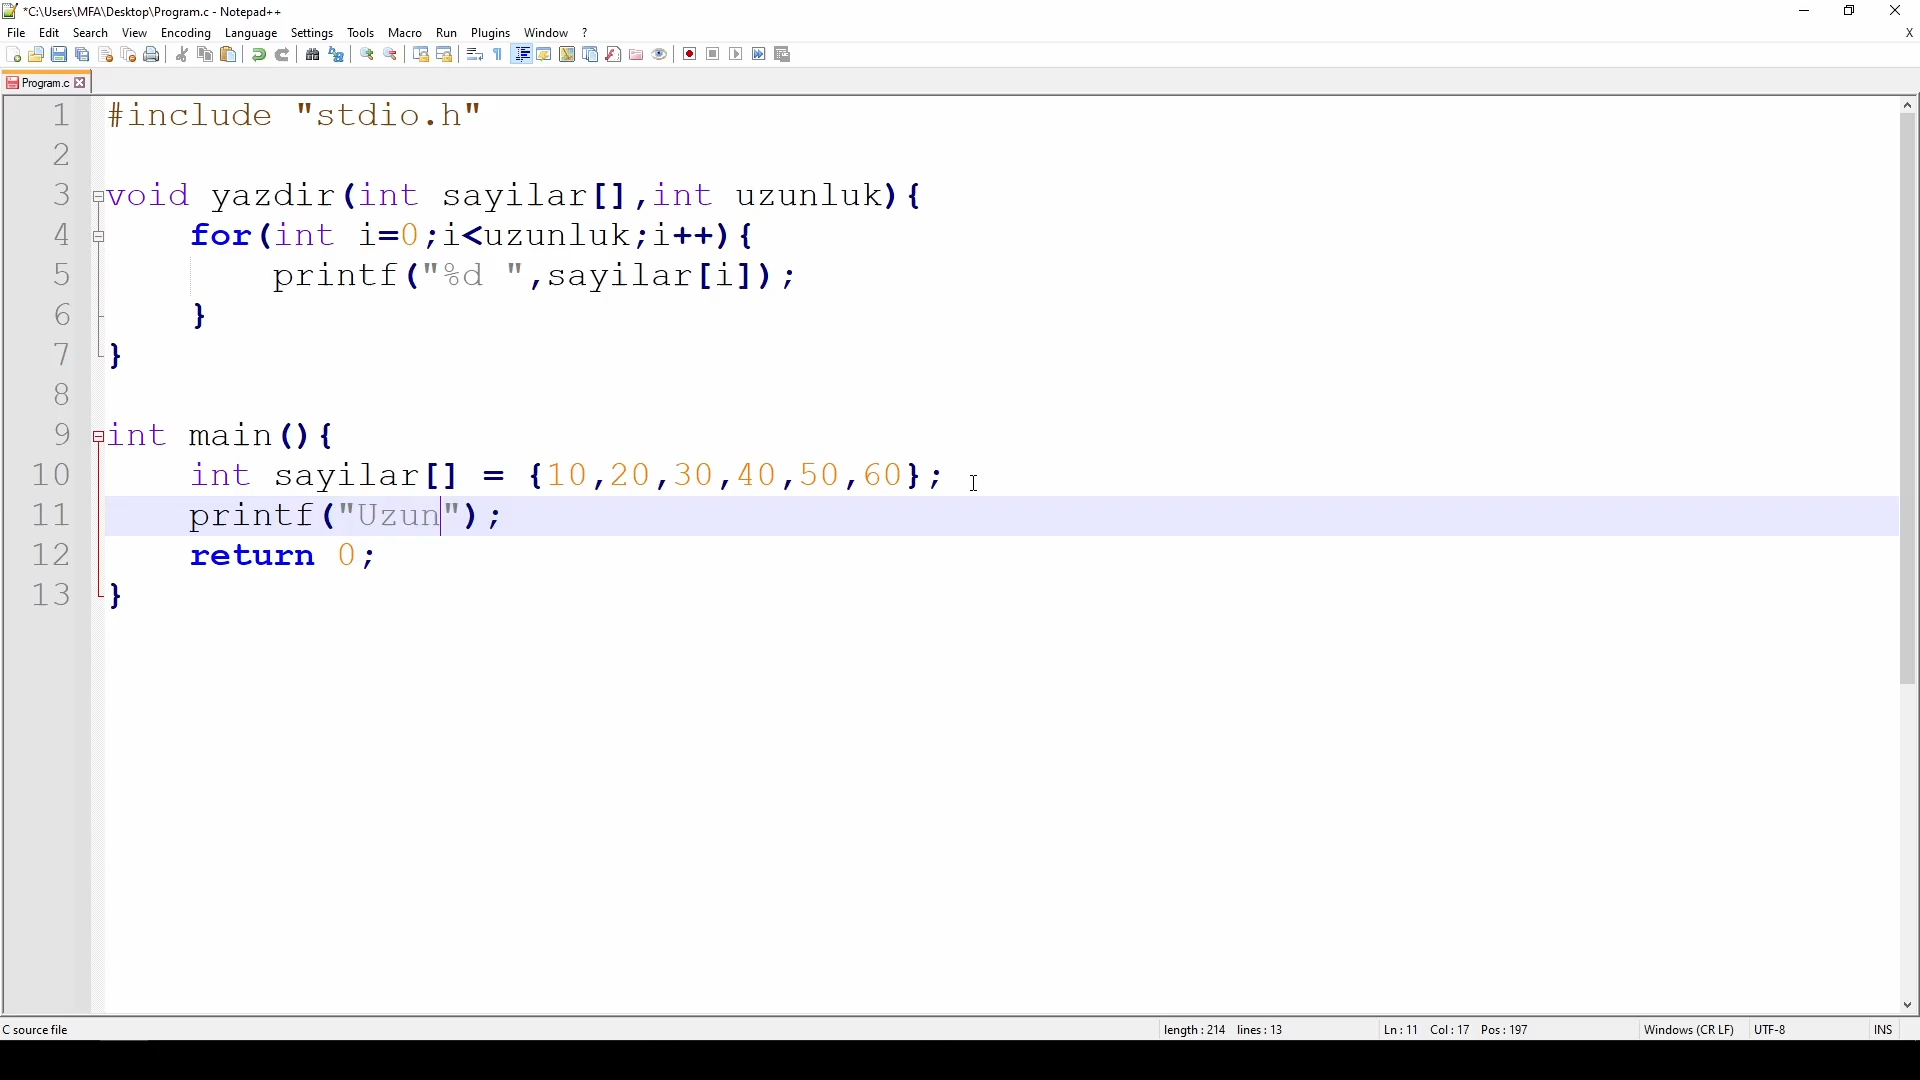 *C:\Users\MFA\Desktop\Program.c - Notepad++
File Edit Search View Encoding Language Settings Tools Macro Run Plugins Window ? X
Program.c
1 #include "stdio.h"
2
3 void yazdir(int sayilar[],int uzunluk){
4 for(int i=0;i<uzunluk;i++){
5 printf("%d ",sayilar[i]);
6 }
7 }
8
9 int main(){
10 int sayilar[] = {10,20,30,40,50,60};
11 printf("Uzun");
12 return 0;
13 }
C source file length : 214 lines : 13 Ln : 11 Col : 17 Pos : 197 Windows (CR LF) UTF-8 INS